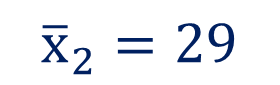 x̅₂ = 29